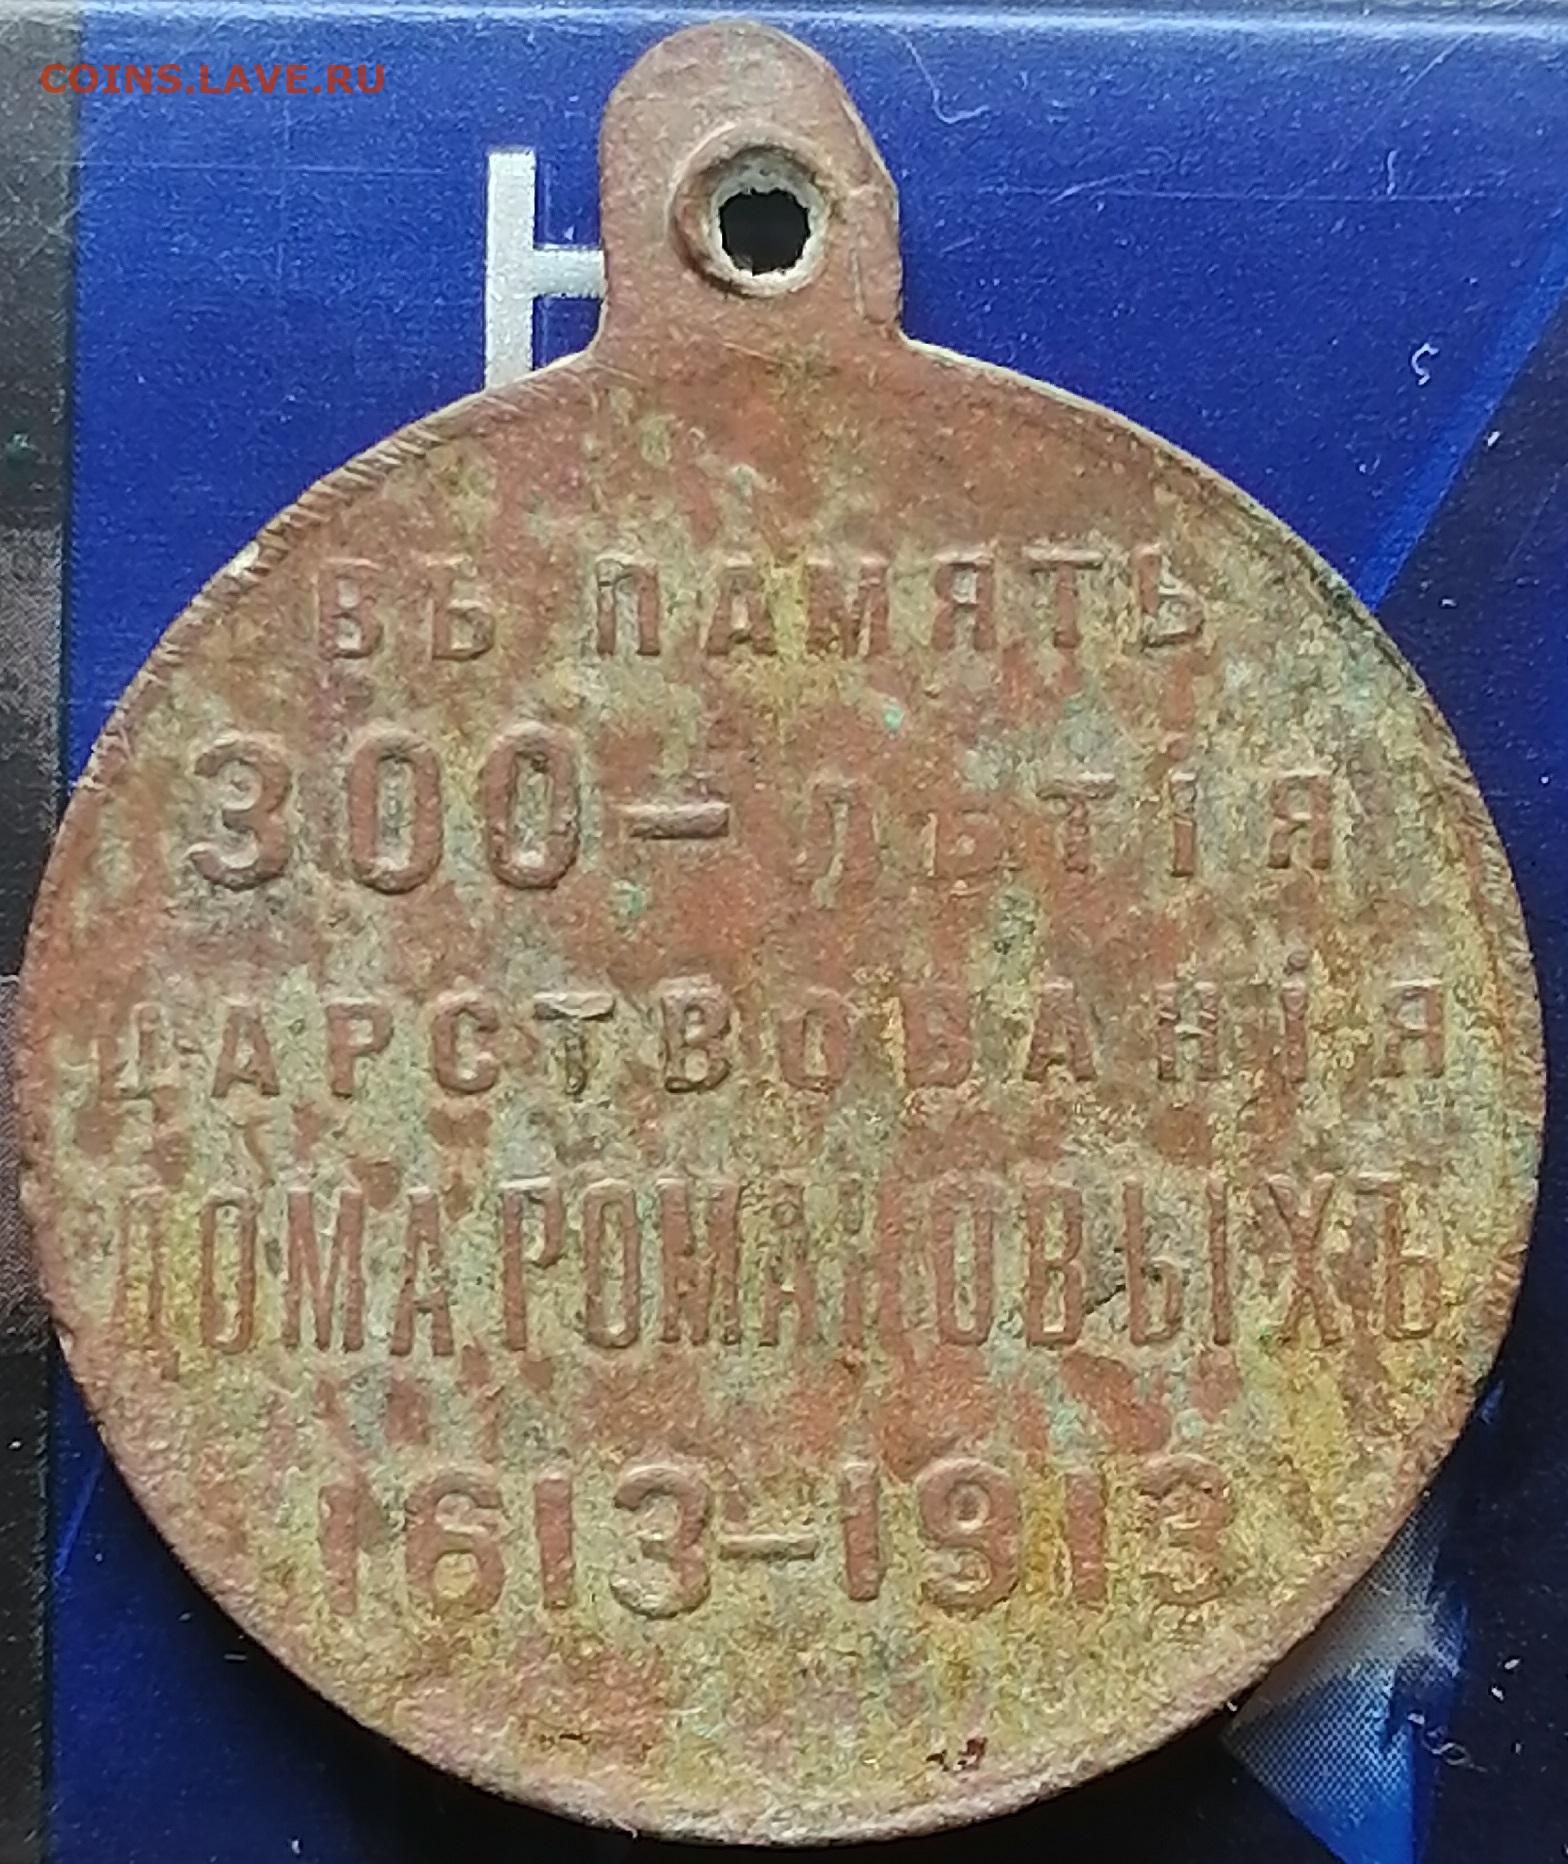 COINS.LAVE.RU
ВЪ ПАМЯТЬ
300-ЛѢТІЯ
ЦАРСТВОВАНІЯ
ДОМА РОМАНОВЫХЪ
1613-1913